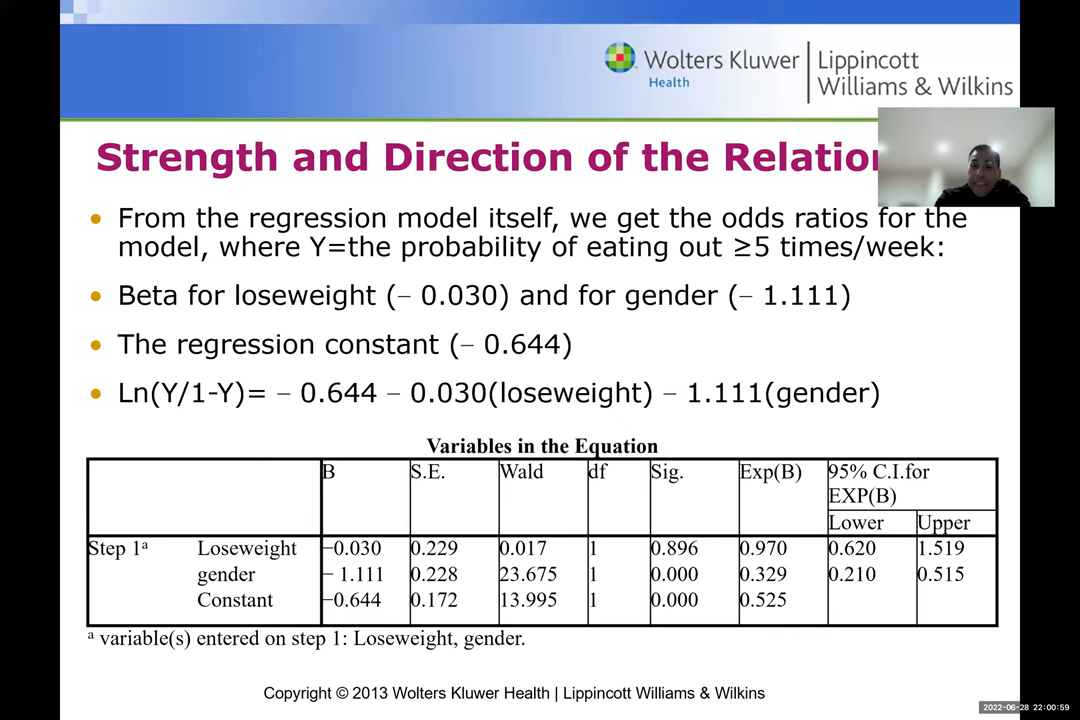 Wolters Kluwer
Health
Lippincott
Williams & Wilkins
Strength and Direction of the
• From the regression model itself, we get the odds ratios for the
model, where Y=the probability of eating out ≥5 times/week:
• Beta for loseweight (– 0.030) and for gender (– 1.111)
• The regression constant (– 0.644)
• Ln(Y/1-Y)= – 0.644 – 0.030(loseweight) – 1.111(gender)
Variables in the Equation
B S.E. Wald df Sig. Exp(B) 95% C.I.for
EXP(B)
Lower Upper
Step 1ᵃ Loseweight −0.030 0.229 0.017 1 0.896 0.970 0.620 1.519
gender − 1.111 0.228 23.675 1 0.000 0.329 0.210 0.515
Constant −0.644 0.172 13.995 1 0.000 0.525
ᵃ variable(s) entered on step 1: Loseweight, gender.
Copyright © 2013 Wolters Kluwer Health | Lippincott Williams & Wilkins
2022-06-28 22:00:59